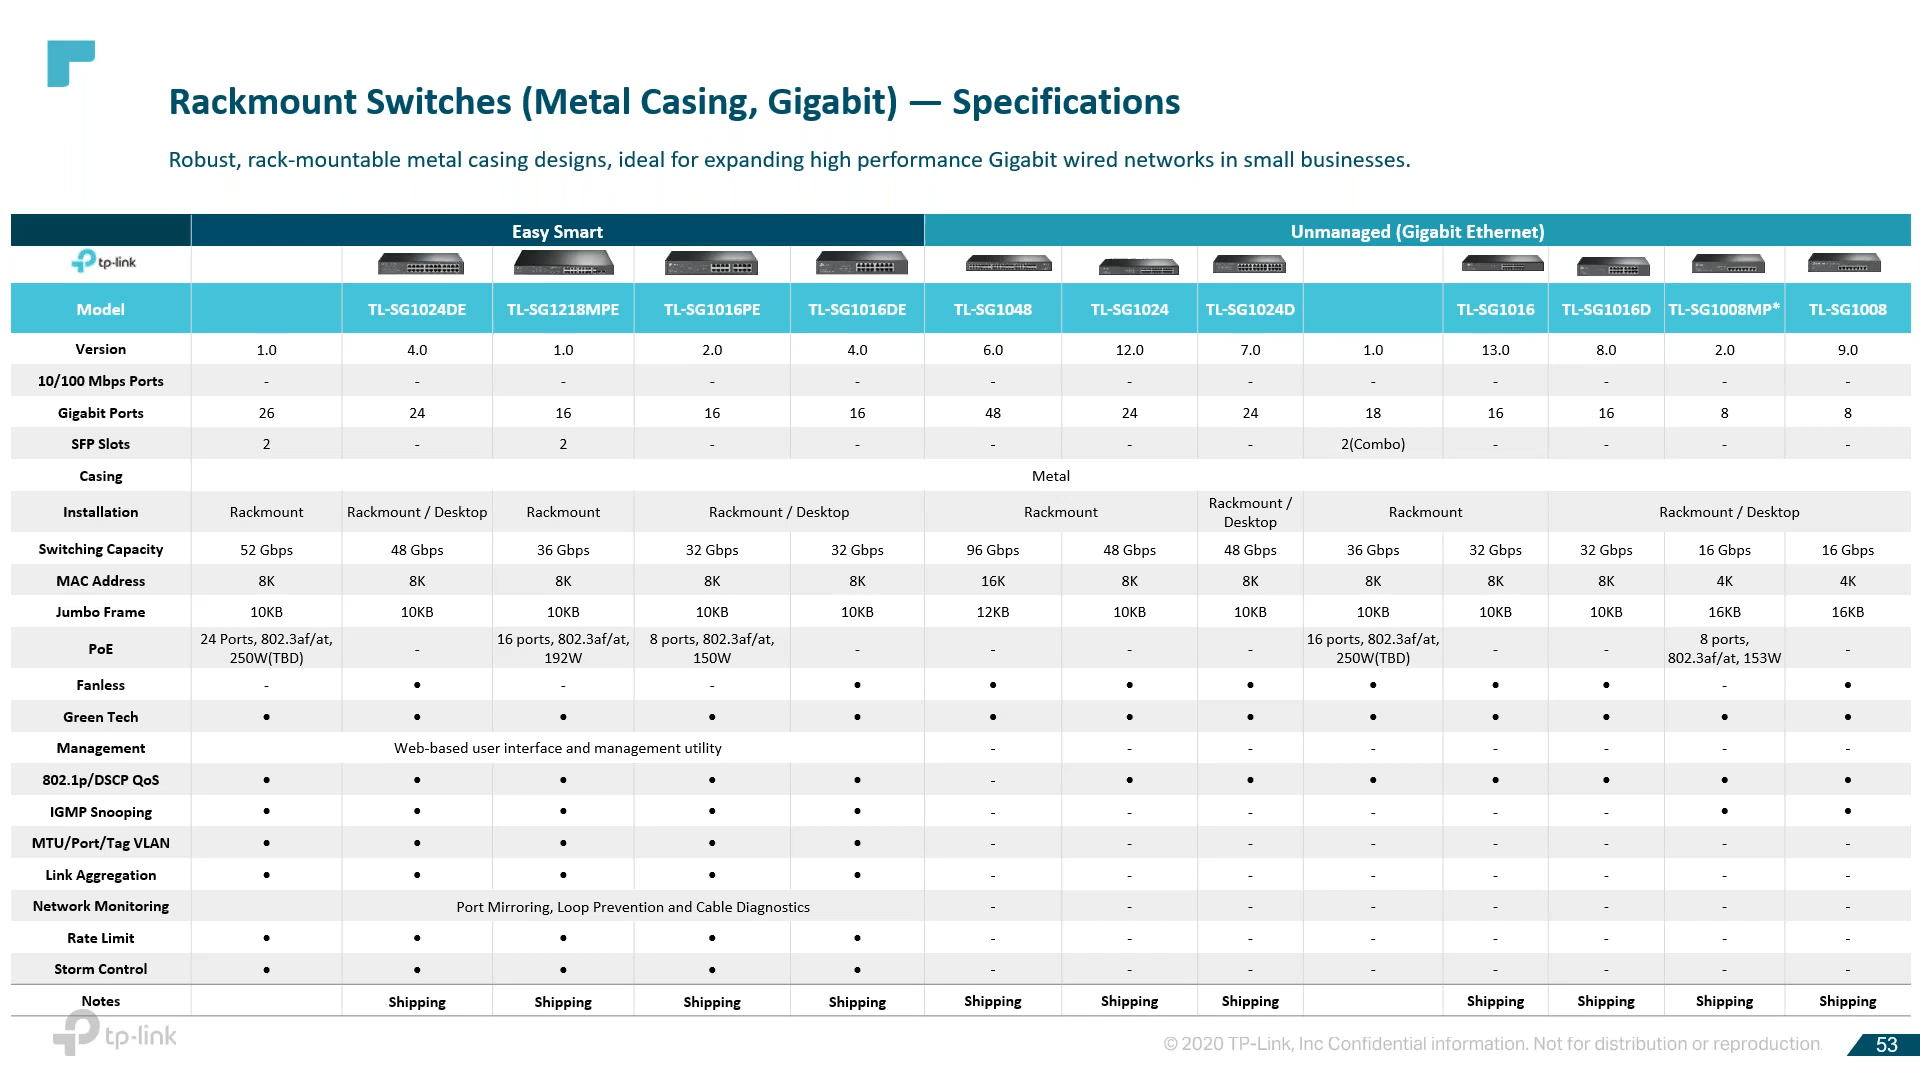 Rackmount Switches (Metal Casing, Gigabit) — Specifications
Robust, rack-mountable metal casing designs, ideal for expanding high performance Gigabit wired networks in small businesses.
Easy Smart Unmanaged (Gigabit Ethernet)
tp-link
Model TL-SG1024DE TL-SG1218MPE TL-SG1016PE TL-SG1016DE TL-SG1048 TL-SG1024 TL-SG1024D TL-SG1016 TL-SG1016D TL-SG1008MP* TL-SG1008
Version 1.0 4.0 1.0 2.0 4.0 6.0 12.0 7.0 1.0 13.0 8.0 2.0 9.0
10/100 Mbps Ports - - - - - - - - - - - - -
Gigabit Ports 26 24 16 16 16 48 24 24 18 16 16 8 8
SFP Slots 2 - 2 - - - - - 2(Combo) - - - -
Casing Metal
Installation Rackmount Rackmount / Desktop Rackmount Rackmount / Desktop Rackmount Rackmount / Desktop Rackmount Rackmount / Desktop
Switching Capacity 52 Gbps 48 Gbps 36 Gbps 32 Gbps 32 Gbps 96 Gbps 48 Gbps 48 Gbps 36 Gbps 32 Gbps 32 Gbps 16 Gbps 16 Gbps
MAC Address 8K 8K 8K 8K 8K 16K 8K 8K 8K 8K 8K 4K 4K
Jumbo Frame 10KB 10KB 10KB 10KB 10KB 12KB 10KB 10KB 10KB 10KB 10KB 16KB 16KB
PoE 24 Ports, 802.3af/at, 250W(TBD) - 16 ports, 802.3af/at, 192W 8 ports, 802.3af/at, 150W - - - - 16 ports, 802.3af/at, 250W(TBD) - - 8 ports, 802.3af/at, 153W -
Fanless - • - - • • • • • • • - •
Green Tech • • • • • • • • • • • • •
Management Web-based user interface and management utility - - - - - - - -
802.1p/DSCP QoS • • • • • - • • • • • • •
IGMP Snooping • • • • • - - - - - - • •
MTU/Port/Tag VLAN • • • • • - - - - - - - -
Link Aggregation • • • • • - - - - - - - -
Network Monitoring Port Mirroring, Loop Prevention and Cable Diagnostics - - - - - - - -
Rate Limit • • • • • - - - - - - - -
Storm Control • • • • • - - - - - - - -
Notes Shipping Shipping Shipping Shipping Shipping Shipping Shipping Shipping Shipping Shipping Shipping
tp-link
© 2020 TP-Link, Inc Confidential information. Not for distribution or reproduction.
53